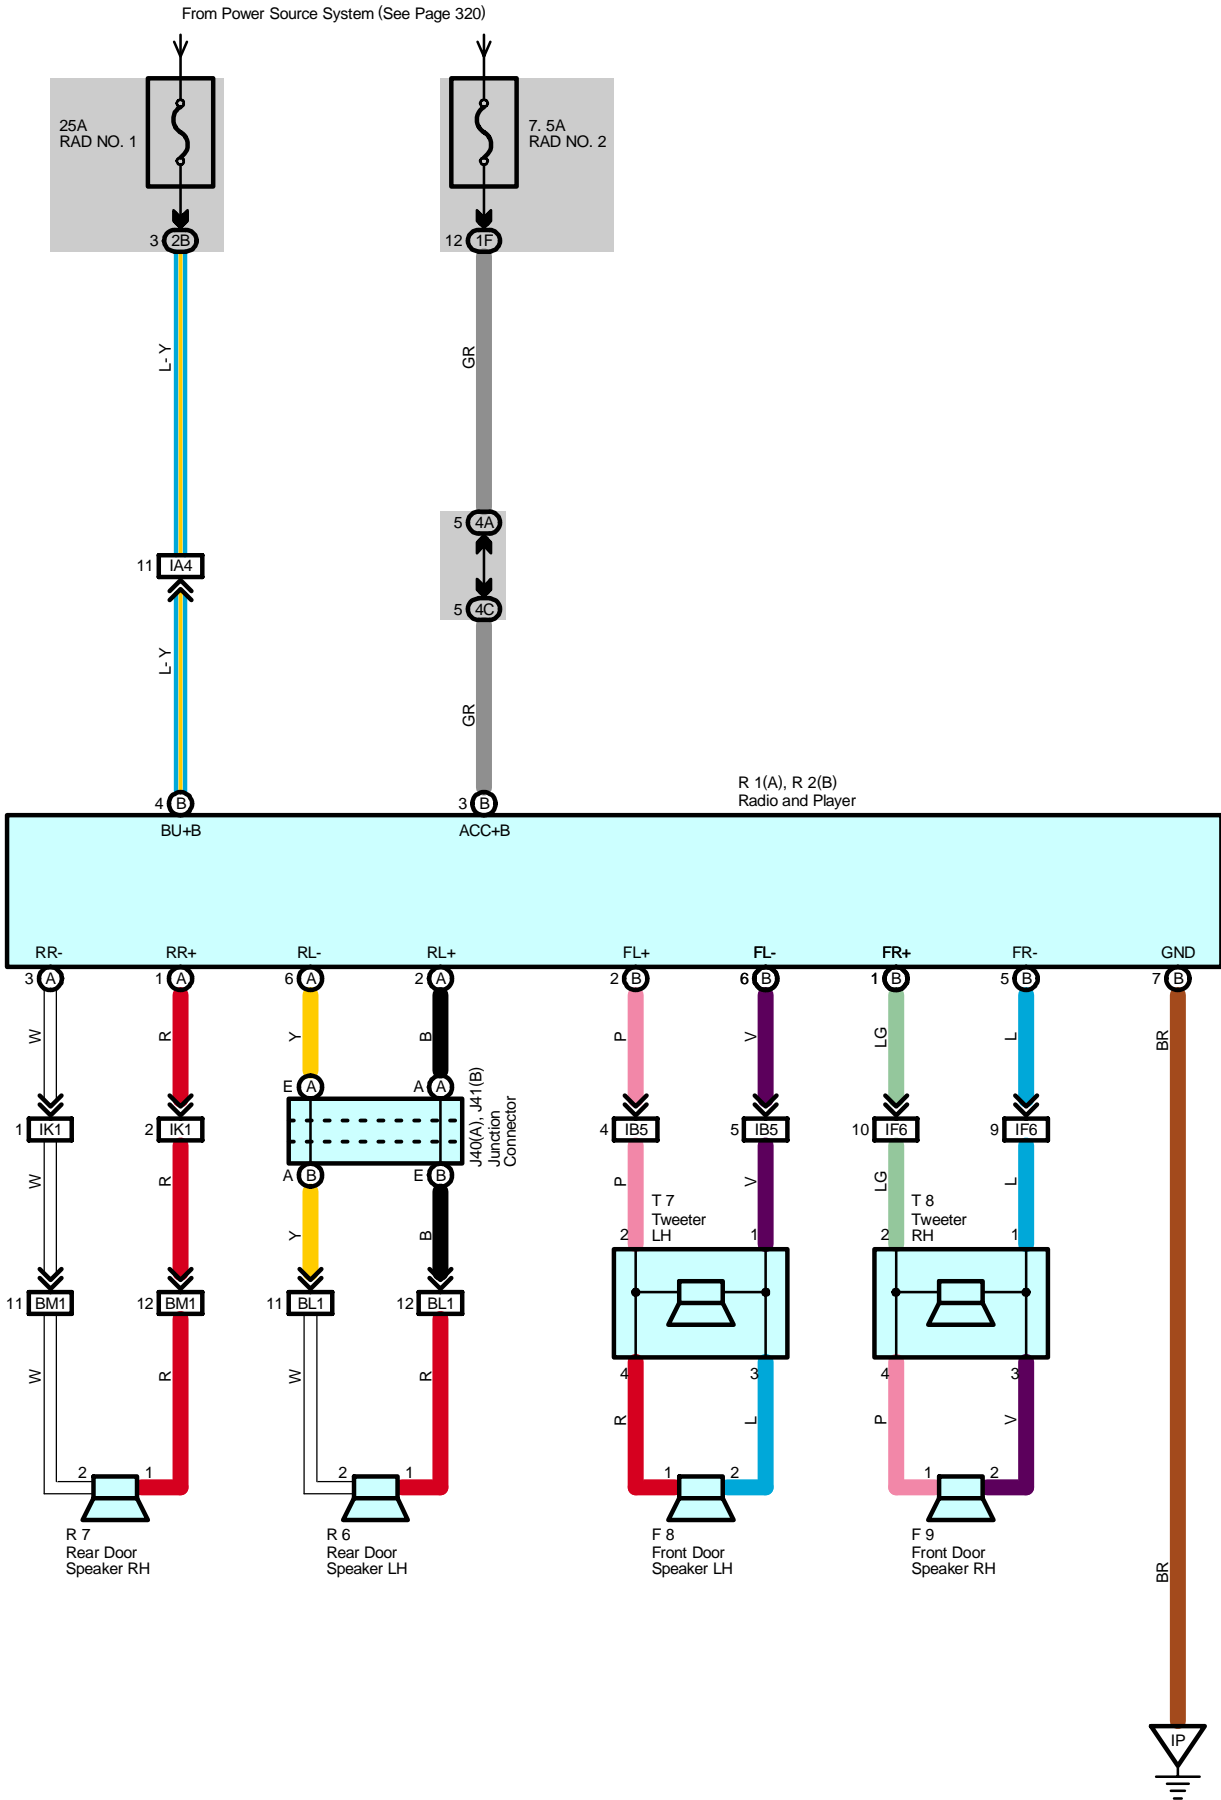 From Power Source System (See Page 320)
25A
RAD NO. 1
7. 5A
RAD NO. 2
3 2B
12 1F
L- Y
GR
5 4A
11 IA4
5 4C
L- Y
GR
R 1(A), R 2(B)
Radio and Player
4 B
3 B
BU+B
ACC+B
RR-
RR+
RL-
RL+
FL+
FL-
FR+
FR-
GND
3 A
1 A
6 A
2 A
2 B
6 B
1 B
5 B
7 B
W
R
Y
B
P
V
LG
L
BR
E A
A A
J40(A), J41(B)
Junction
Connector
1 IK1
2 IK1
4 IB5
5 IB5
10 IF6
9 IF6
A B
E B
W
R
P
V
LG
L
T 7
Tweeter
LH
T 8
Tweeter
RH
Y
B
2
1
2
1
11 BM1
12 BM1
11 BL1
12 BL1
W
R
W
R
4
3
4
3
R
L
P
V
2
1
2
1
1
2
1
2
R 7
Rear Door
Speaker RH
R 6
Rear Door
Speaker LH
F 8
Front Door
Speaker LH
F 9
Front Door
Speaker RH
BR
IP